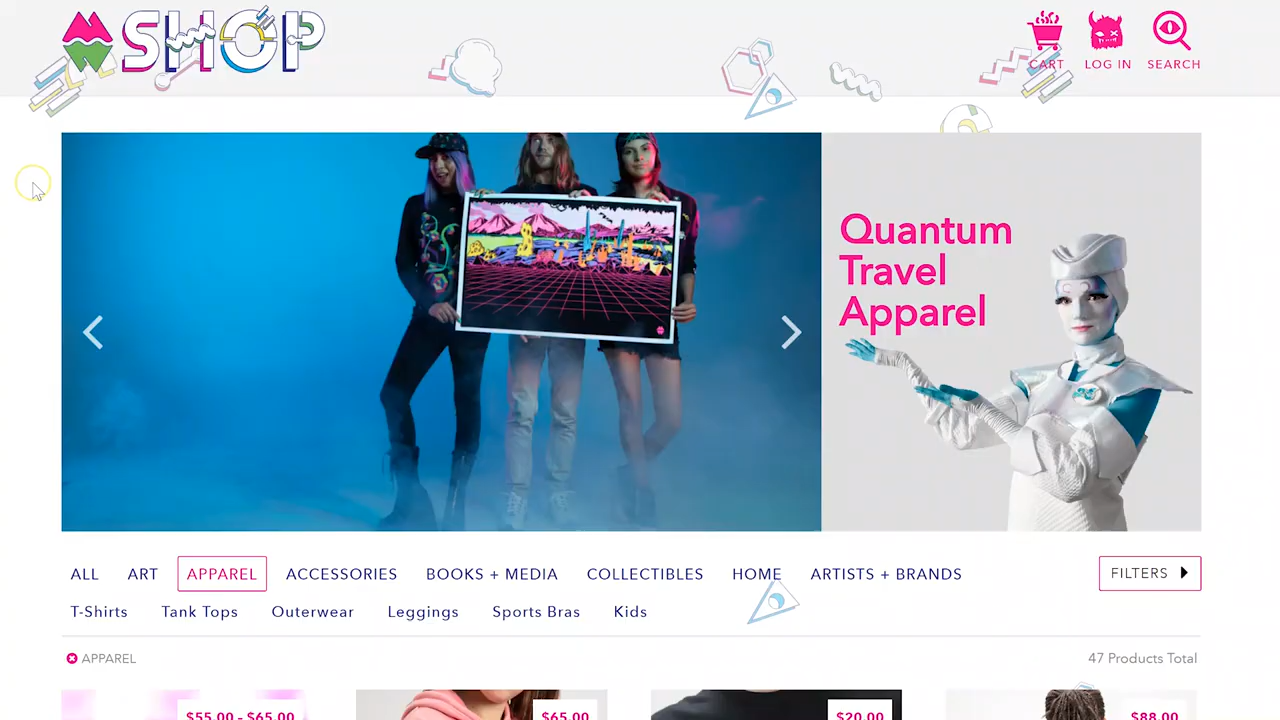 SHOP
CART
LOG IN
SEARCH
Quantum
Travel
Apparel
ALL
ART
APPAREL
ACCESSORIES
BOOKS + MEDIA
COLLECTIBLES
HOME
ARTISTS + BRANDS
FILTERS
T-Shirts
Tank Tops
Outerwear
Leggings
Sports Bras
Kids
APPAREL
47 Products Total
$55.00 - $65.00
$65.00
$20.00
$88.00